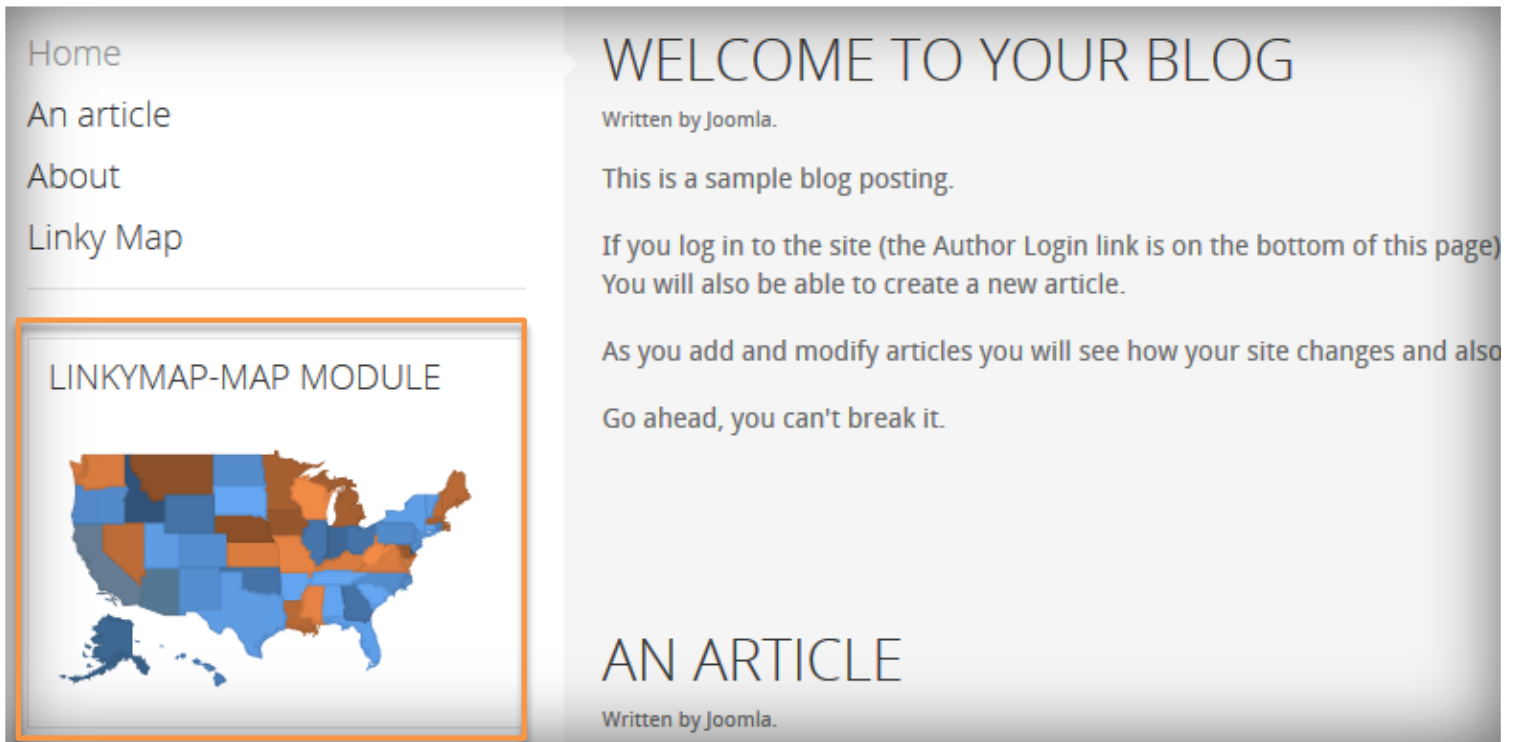 Home
An article
About
Linky Map
LINKYMAP-MAP MODULE
WELCOME TO YOUR BLOG
Written by Joomla.
This is a sample blog posting.
If you log in to the site (the Author Login link is on the bottom of this page)
You will also be able to create a new article.
As you add and modify articles you will see how your site changes and also
Go ahead, you can't break it.
AN ARTICLE
Written by Joomla.